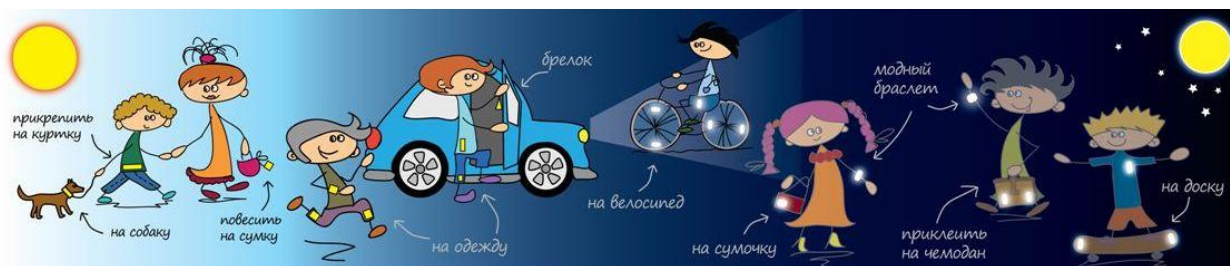 прикрепить
на куртку
на собаку
повесить
на сумку
на одежду
брелок
на велосипед
на сумочку
модный
браслет
приклеить
на чемодан
на доску